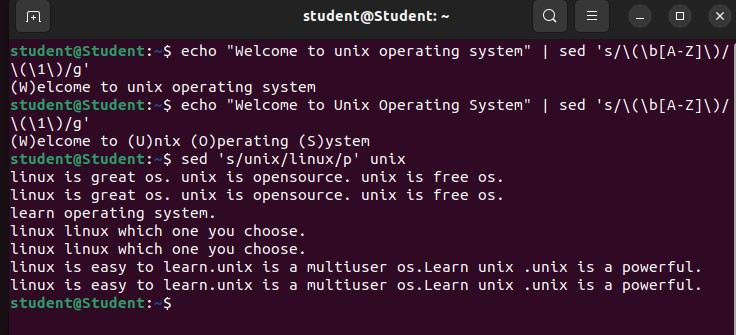 student@Student: ~
student@Student:~$ echo "Welcome to unix operating system" | sed 's/\(\b[A-Z]\)/
\(\1\)/g'
(W)elcome to unix operating system
student@Student:~$ echo "Welcome to Unix Operating System" | sed 's/\(\b[A-Z]\)/
\(\1\)/g'
(W)elcome to (U)nix (O)perating (S)ystem
student@Student:~$ sed 's/unix/linux/p' unix
linux is great os. unix is opensource. unix is free os.
linux is great os. unix is opensource. unix is free os.
learn operating system.
linux linux which one you choose.
linux linux which one you choose.
linux is easy to learn.unix is a multiuser os.Learn unix .unix is a powerful.
linux is easy to learn.unix is a multiuser os.Learn unix .unix is a powerful.
student@Student:~$